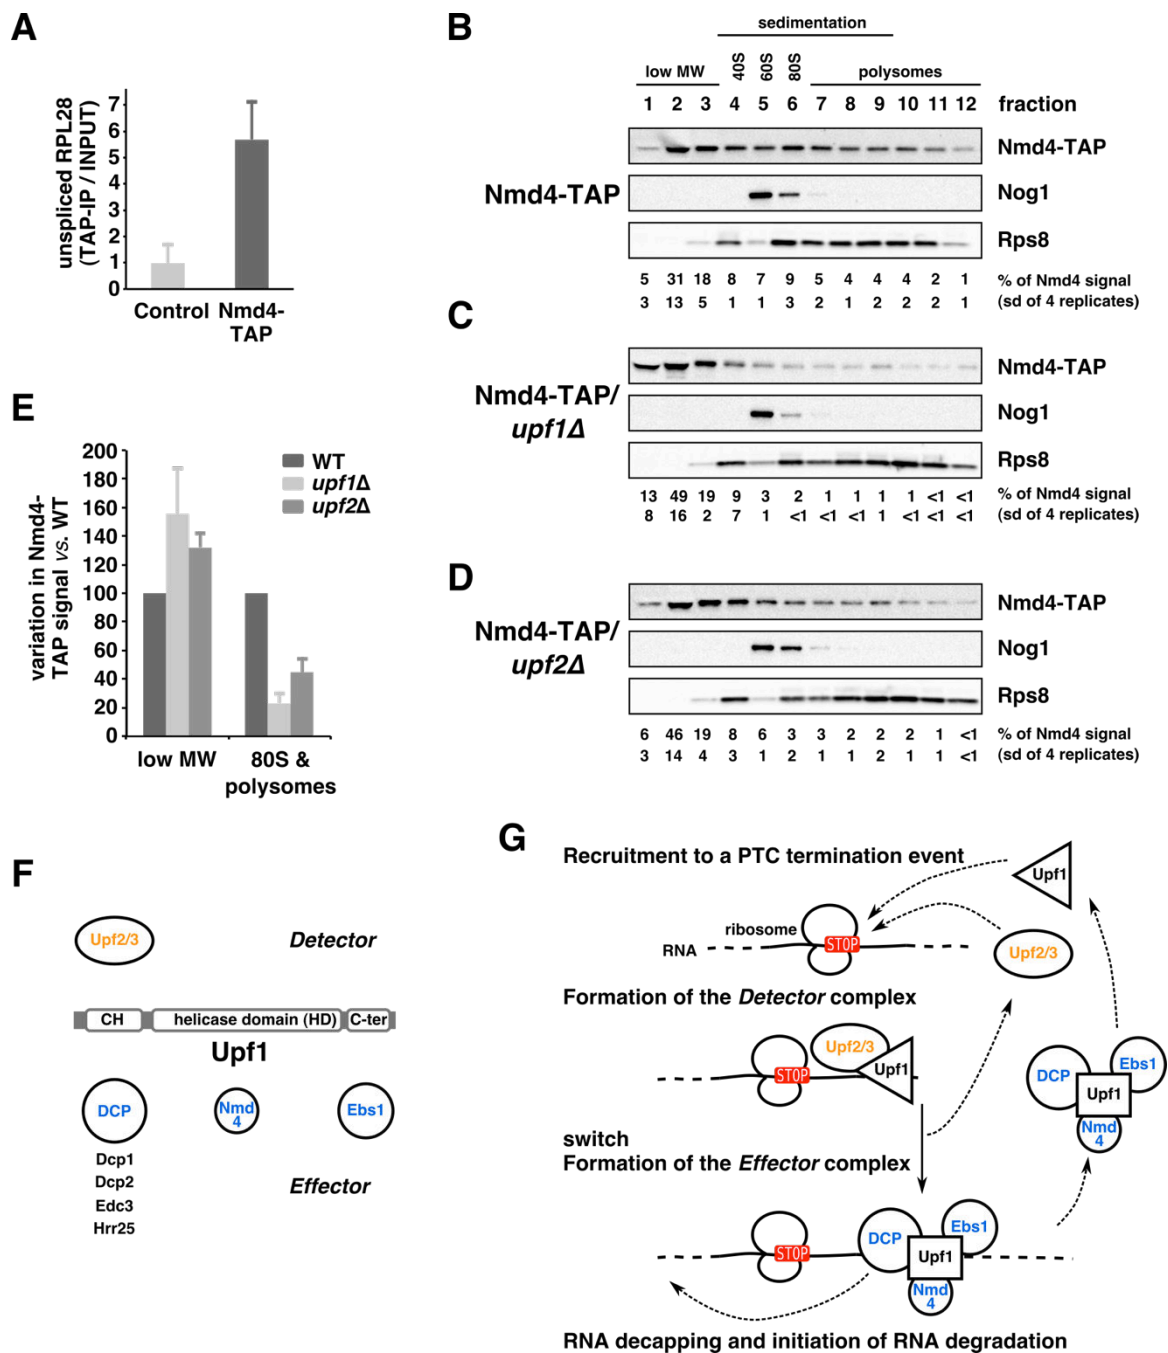 A
unspliced RPL28
(TAP-IP / INPUT)
7
6
5
4
3
2
1
0
Control
Nmd4-
TAP
B
sedimentation
low MW
40S
60S
80S
polysomes
1 2 3 4 5 6 7 8 9 10 11 12 fraction
Nmd4-TAP
Nmd4-TAP
Nog1
Rps8
5 31 18 8 7 9 5 4 4 4 2 1 % of Nmd4 signal
3 13 5 1 1 3 2 1 2 2 2 1 (sd of 4 replicates)
C
Nmd4-TAP/
upf1Δ
Nmd4-TAP
Nog1
Rps8
13 49 19 9 3 2 1 1 1 1 <1 <1 % of Nmd4 signal
8 16 2 7 1 <1 <1 <1 1 <1 <1 <1 (sd of 4 replicates)
D
Nmd4-TAP/
upf2Δ
Nmd4-TAP
Nog1
Rps8
6 46 19 8 6 3 3 2 2 2 1 <1 % of Nmd4 signal
3 14 4 3 1 2 1 1 2 1 1 <1 (sd of 4 replicates)
E
variation in Nmd4-
TAP signal vs. WT
200
180
160
140
120
100
80
60
40
20
0
WT
upf1Δ
upf2Δ
low MW
80S &
polysomes
F
Upf2/3
Detector
CH
helicase domain (HD)
C-ter
Upf1
DCP
Nmd
4
Ebs1
Dcp1
Dcp2
Edc3
Hrr25
Effector
G
Recruitment to a PTC termination event
Upf1
ribosome
RNA
STOP
Upf2/3
Formation of the Detector complex
Upf2/3
Upf1
STOP
DCP
Ebs1
Upf1
Nmd
4
switch
Formation of the Effector complex
STOP
DCP
Ebs1
Upf1
Nmd
4
RNA decapping and initiation of RNA degradation